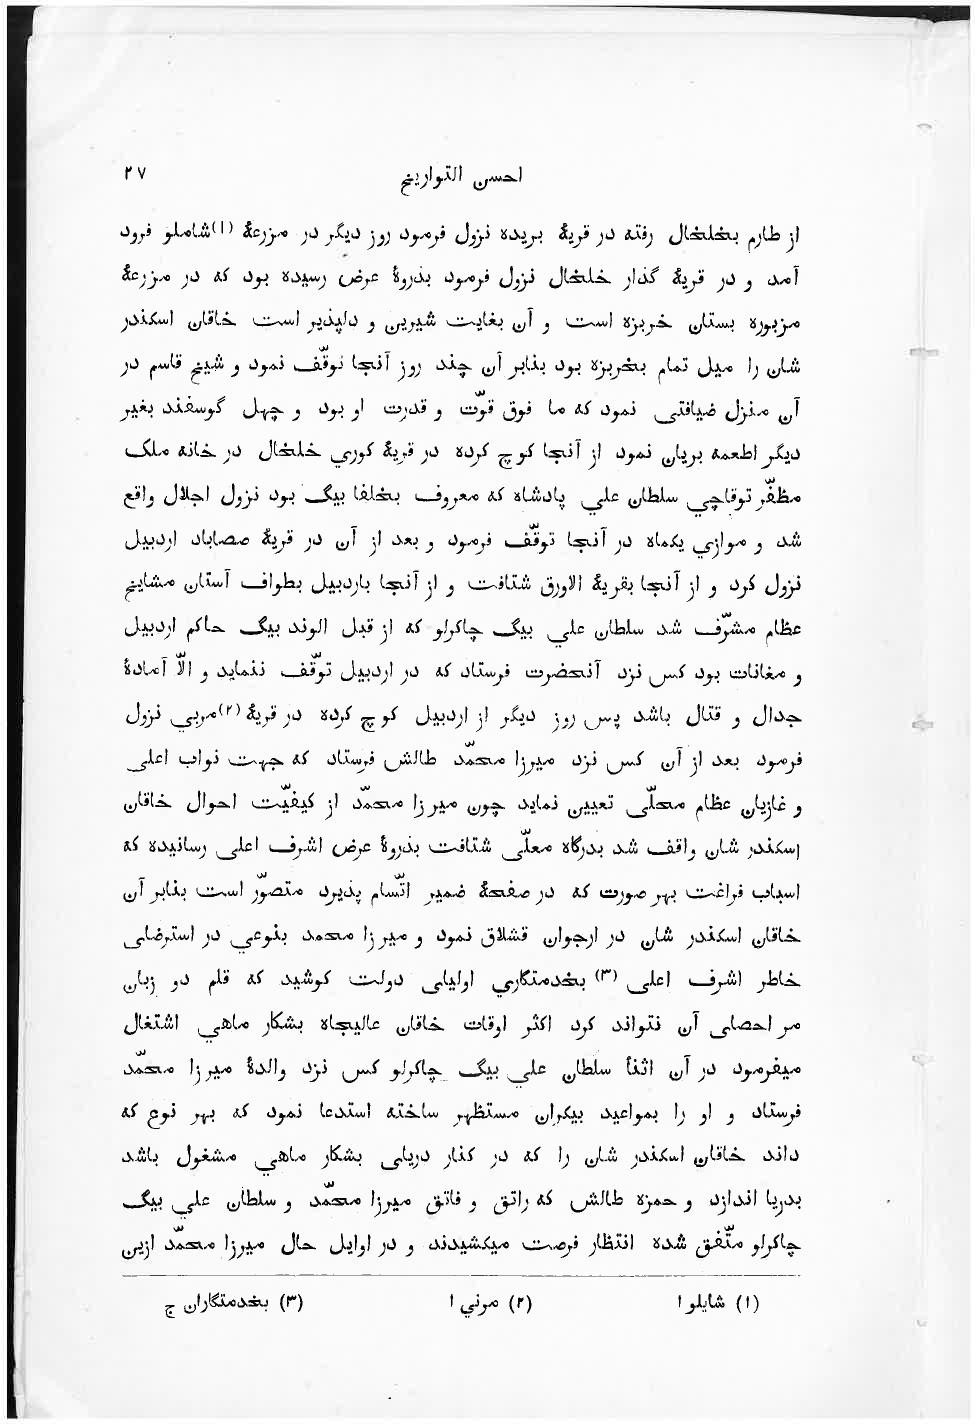 احسن التواریخ ۲۷
از طارم بخلخال رفته در قریهٔ بریده نزول فرمود روز دیگر در مزرعهٔ (۱)شاملو فرود
آمد و در قریهٔ گذار خلخال نزول فرمود بذروهٔ عرض رسیده بود که در مزرعهٔ
مزبوره بستان خربزه است و آن بغایت شیرین و دلپذیر است خاقان اسکندر
شان را میل تمام بخربزه بود بنابر آن چند روز آنجا توقّف نمود و شیخ قاسم در
آن منزل ضیافتی نمود که ما فوق قوّت و قدرت او بود و چهل گوسفند بغیر
دیگر اطعمه بریان نمود از آنجا کوچ کرده در قریهٔ کوري خلخال در خانه ملک
مظفّر توقاچي سلطان علي پادشاه که معروف بخلفا بیگ بود نزول اجلال واقع
شد و موازي یکماه در آنجا توقّف فرمود و بعد از آن در قریهٔ مصاباد اردبیل
نزول کرد و از آنجا بقریهٔ الاورق شتافت و از آنجا باردبیل بطواف آستان مشایخ
عظام مشرّف شد سلطان علي بیگ چاکرلو که از قبل الوند بیگ حاکم اردبیل
و مغانات بود کس نزد آنحضرت فرستاد که در اردبیل توقّف ننماید و الّا آمادهٔ
جدال و قتال باشد پس روز دیگر از اردبیل کوچ کرده در قریهٔ (۲)مربي نزول
فرمود بعد از آن کس نزد میرزا محمّد طالش فرستاد که جهت نواب اعلی
و غازیان عظام محلّی تعیین نماید چون میرزا محمّد از کیفیّت احوال خاقان
اسکندر شان واقف شد بدرگاه معلّی شتافت بذروهٔ عرض اشرف اعلی رسانیده که
اسباب فراغت بهر صورت که در صفحهٔ ضمیر اتّسام پذیرد متصوّر است بنابر آن
خاقان اسکندر شان در ارجوان قشلاق نمود و میرزا محمد بنوعي در استرضای
خاطر اشرف اعلی (۳) بخدمتگاري اولیای دولت کوشید که قلم دو زبان
مر احصای آن نتواند کرد اکثر اوقات خاقان عالیجاه بشکار ماهي اشتغال
میفرمود در آن اثنأ سلطان علي بیگ چاکرلو کس نزد والدهٔ میرزا محمّد
فرستاد و او را بمواعید بیکران مستظهر ساخته استدعا نمود که بهر نوع که
داند خاقان اسکندر شان را که در کنار دریای بشکار ماهي مشغول باشد
بدریا اندازد و حمزه طالش که راتق و فاتق میرزا محمّد و سلطان علي بیگ
چاکرلو متّفق شده انتظار فرصت میکشیدند و در اوایل حال میرزا محمّد ازین
(۱) شایلو ا (۲) مرني ا (۳) بخدمتگاران ج